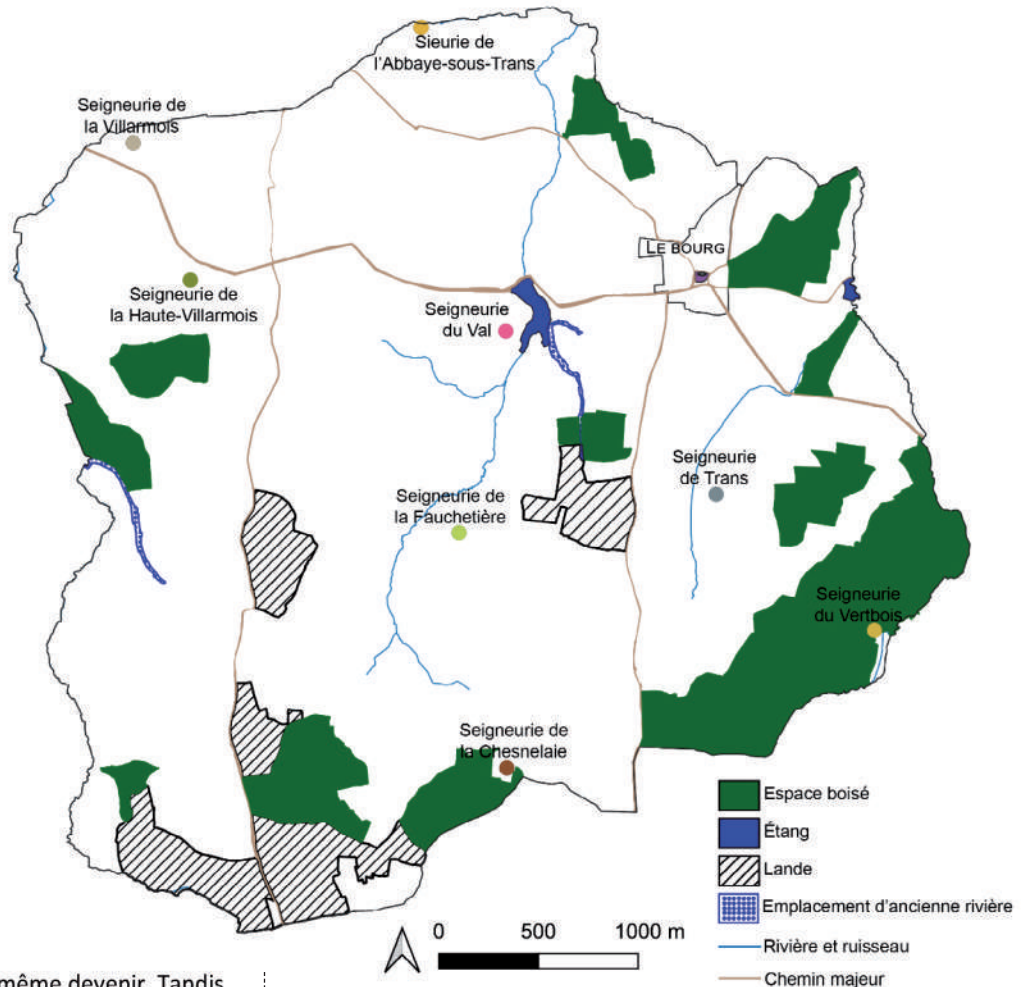 Sieurie de
l'Abbaye-sous-Trans
Seigneurie de
la Villarmois
LE BOURG
Seigneurie de
la Haute-Villarmois
Seigneurie
du Val
Seigneurie
de Trans
Seigneurie de
la Fauchetière
Seigneurie
du Vertbois
Seigneurie de
la Chesnelaie
Espace boisé
Étang
Lande
Emplacement d'ancienne rivière
Rivière et ruisseau
Chemin majeur
0 500 1000 m
même devenir. Tandis